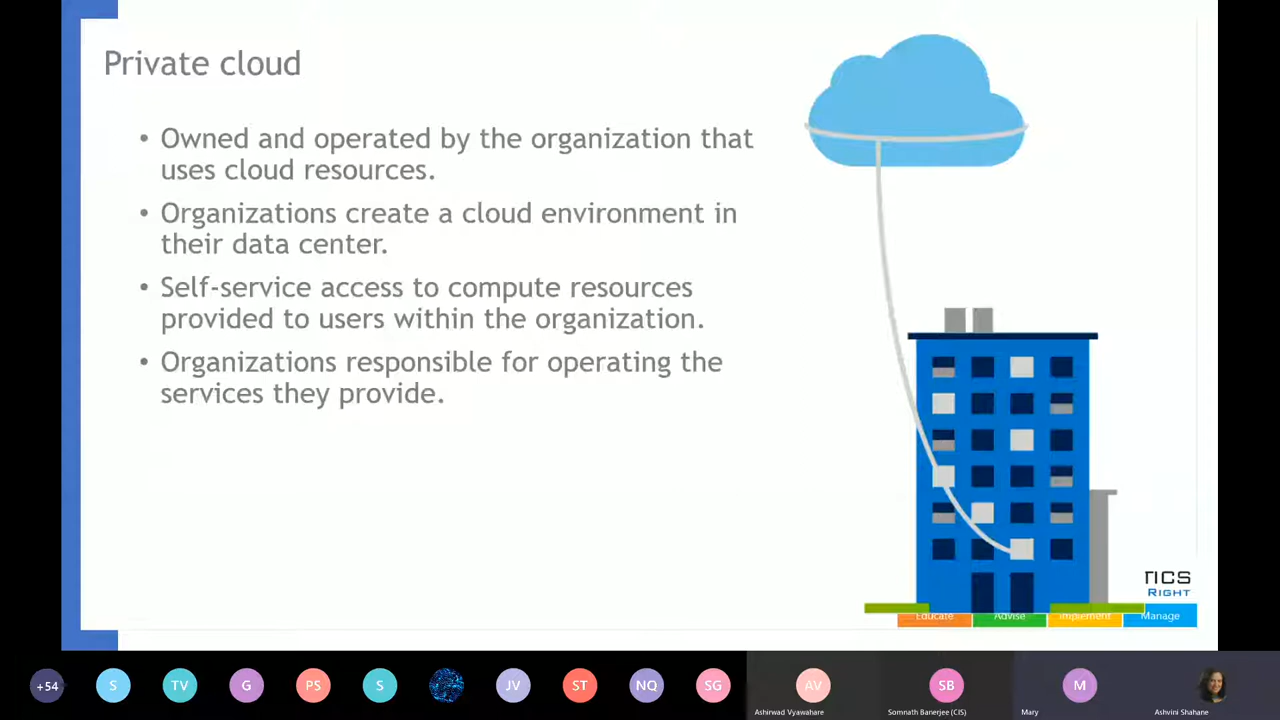 Private cloud
• Owned and operated by the organization that
uses cloud resources.
• Organizations create a cloud environment in
their data center.
• Self-service access to compute resources
provided to users within the organization.
• Organizations responsible for operating the
services they provide.
TICS
RIGHT
Educate Advise Implement Manage
+54 S TV G PS S JV ST NQ SG AV SB M
Ashirwad Vyawahare Somnath Banerjee (CIS) Mary Ashvini Shahane